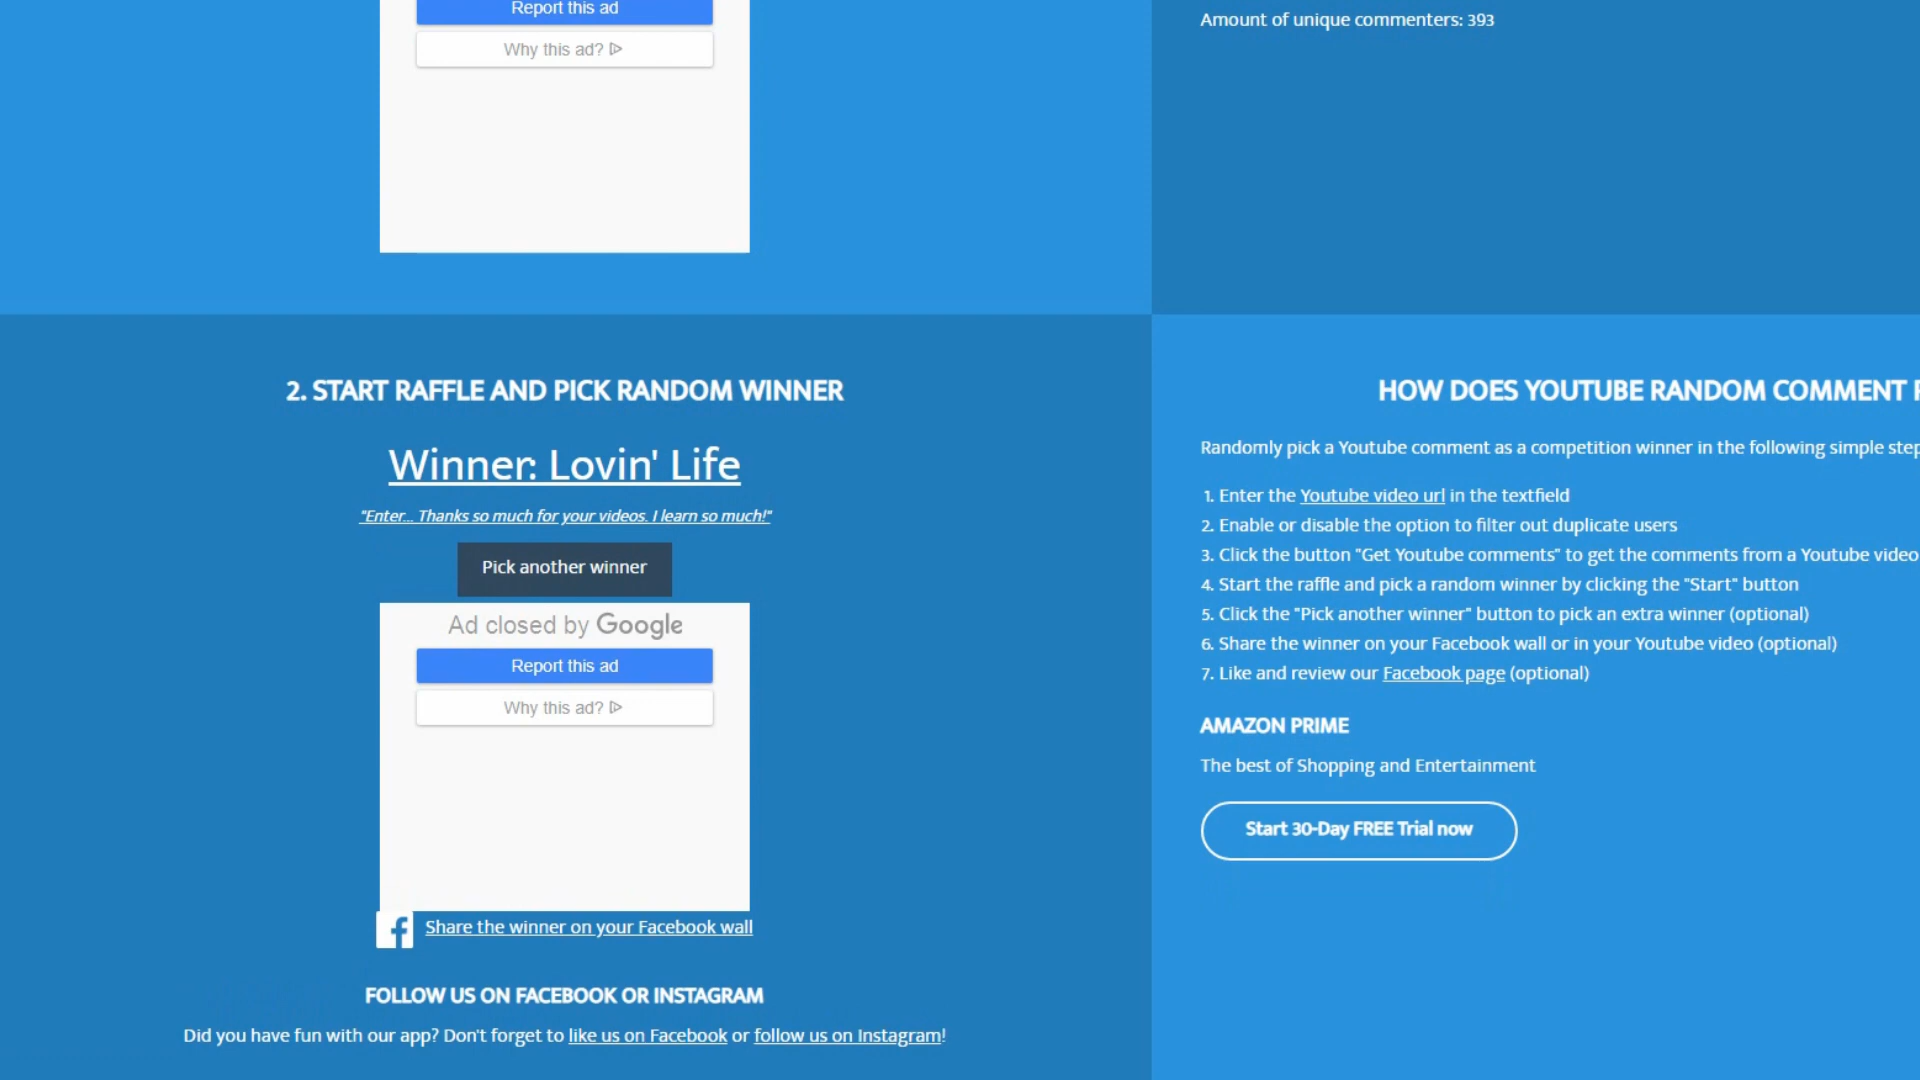 Report this ad
Why this ad?
Amount of unique commenters: 393
2. START RAFFLE AND PICK RANDOM WINNER
Winner: Lovin' Life
"Enter... Thanks so much for your videos. I learn so much!"
Pick another winner
Ad closed by Google
Report this ad
Why this ad?
Share the winner on your Facebook wall
FOLLOW US ON FACEBOOK OR INSTAGRAM
Did you have fun with our app? Don't forget to like us on Facebook or follow us on Instagram!
HOW DOES YOUTUBE RANDOM COMMENT
Randomly pick a Youtube comment as a competition winner in the following simple step
1. Enter the Youtube video url in the textfield
2. Enable or disable the option to filter out duplicate users
3. Click the button "Get Youtube comments" to get the comments from a Youtube video
4. Start the raffle and pick a random winner by clicking the "Start" button
5. Click the "Pick another winner" button to pick an extra winner (optional)
6. Share the winner on your Facebook wall or in your Youtube video (optional)
7. Like and review our Facebook page (optional)
AMAZON PRIME
The best of Shopping and Entertainment
Start 30-Day FREE Trial now